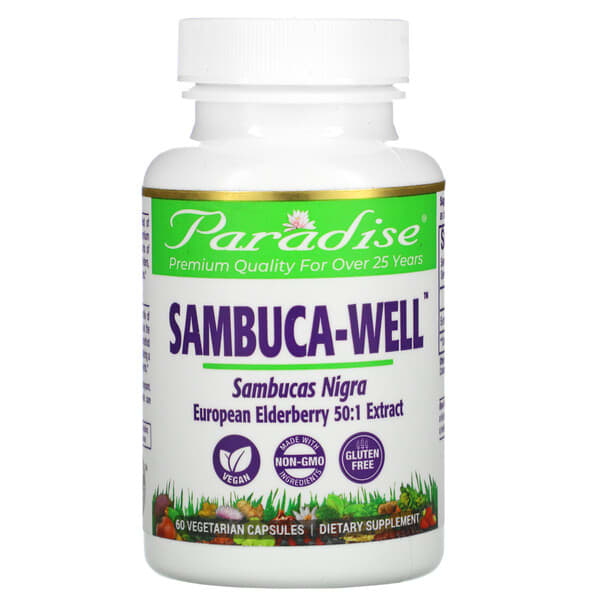 Paradise®
Premium Quality For Over 25 Years
SAMBUCA-WELL™
Sambucas Nigra
European Elderberry 50:1 Extract
VEGAN
MADE WITH
NON-GMO
INGREDIENTS
GLUTEN
FREE
60 VEGETARIAN CAPSULES | DIETARY SUPPLEMENT